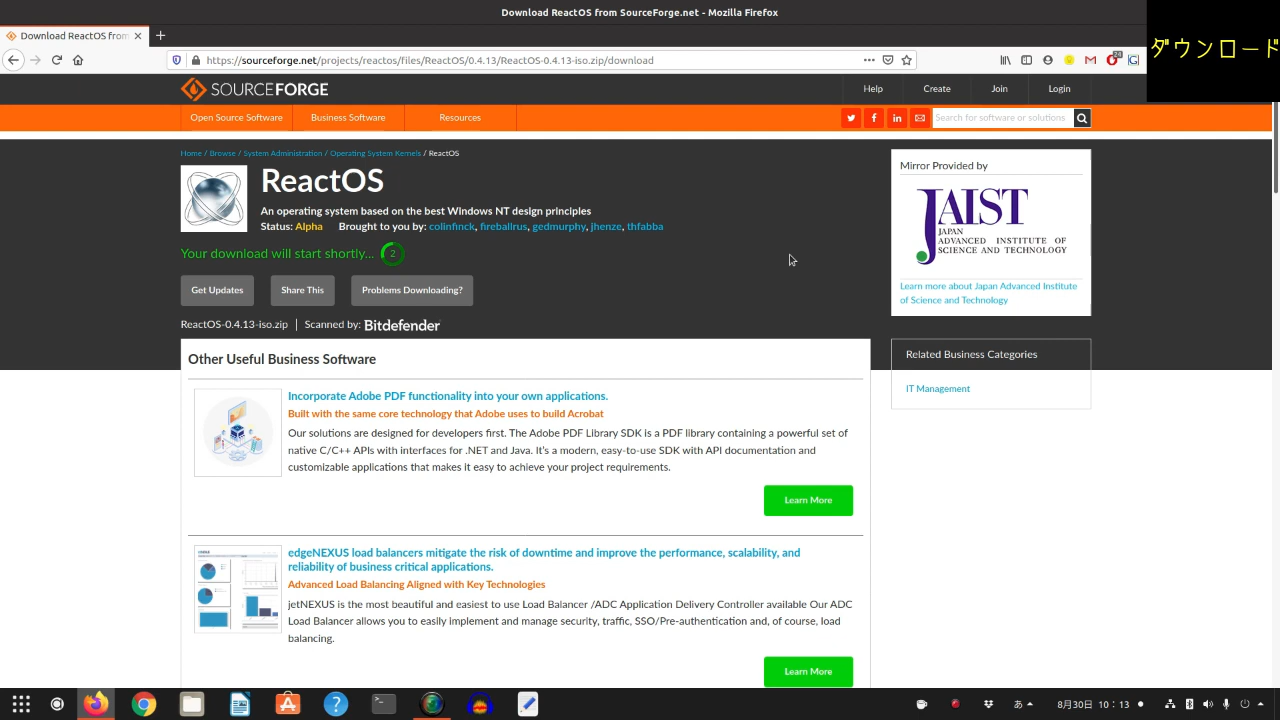 Download ReactOS from SourceForge.net - Mozilla Firefox
Download ReactOS from
ダウンロード
https://sourceforge.net/projects/reactos/files/ReactOS/0.4.13/ReactOS-0.4.13-iso.zip/download
24
SOURCEFORGE
Help
Create
Join
Login
Open Source Software
Business Software
Resources
Search for software or solutions
Home / Browse / System Administration / Operating System Kernels / ReactOS
ReactOS
An operating system based on the best Windows NT design principles
Status: Alpha Brought to you by: colinfinck, fireballrus, gedmurphy, jhenze, thfabba
Your download will start shortly... 2
Get Updates
Share This
Problems Downloading?
ReactOS-0.4.13-iso.zip | Scanned by: Bitdefender
Mirror Provided by
JAIST
JAPAN
ADVANCED INSTITUTE OF
SCIENCE AND TECHNOLOGY
Learn more about Japan Advanced Institute
of Science and Technology
Other Useful Business Software
Incorporate Adobe PDF functionality into your own applications.
Built with the same core technology that Adobe uses to build Acrobat
Our solutions are designed for developers first. The Adobe PDF Library SDK is a PDF library containing a powerful set of
native C/C++ APIs with interfaces for .NET and Java. It's a modern, easy-to-use SDK with API documentation and
customizable applications that makes it easy to achieve your project requirements.
Learn More
edgeNEXUS load balancers mitigate the risk of downtime and improve the performance, scalability, and
reliability of business critical applications.
Advanced Load Balancing Aligned with Key Technologies
jetNEXUS is the most beautiful and easiest to use Load Balancer /ADC Application Delivery Controller available Our ADC
Load Balancer allows you to easily implement and manage security, traffic, SSO/Pre-authentication and, of course, load
balancing.
Learn More
Related Business Categories
IT Management
あ
8月30日 10:13